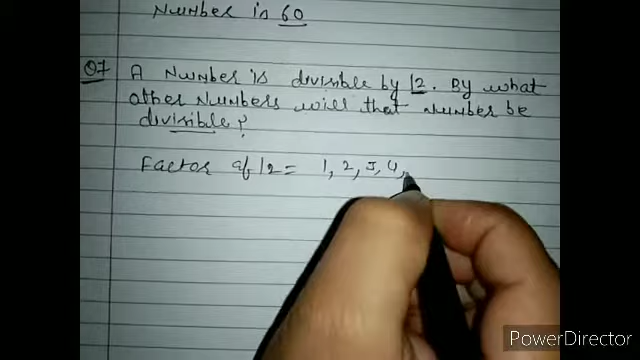 Number is 60
Q7 A Number is divisible by 12. By what
other Numbers will that number be
divisible?
Factor of 12 = 1, 2, 3, 4,
PowerDirector